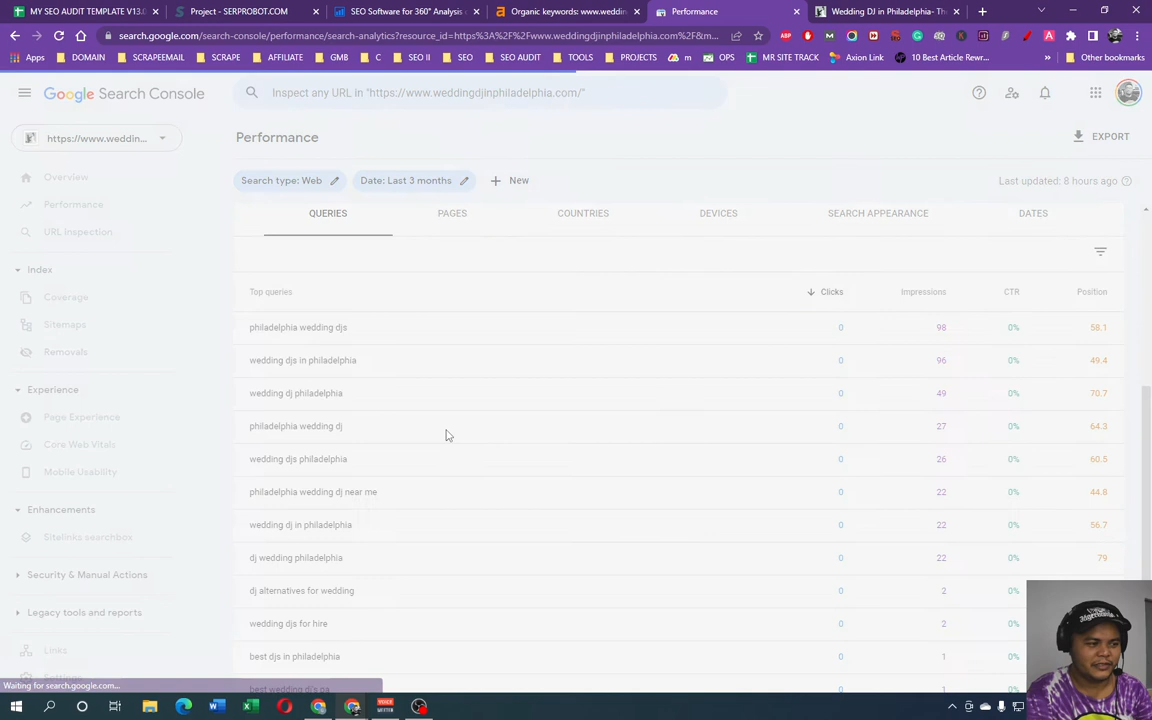 MY SEO AUDIT TEMPLATE V13.0
Project - SERPROBOT.COM
SEO Software for 360° Analysis a
Organic keywords: www.weddin
Performance
Wedding DJ in Philadelphia- The
search.google.com/search-console/performance/search-analytics?resource_id=https%3A%2F%2Fwww.weddingdjinphiladelphia.com%2F&m...
Apps
DOMAIN
SCRAPEEMAIL
SCRAPE
AFFILIATE
GMB
C
SEO II
SEO
SEO AUDIT
TOOLS
PROJECTS
m
OPS
MR SITE TRACK
Axion Link
10 Best Article Rewr...
Other bookmarks
Google Search Console
Inspect any URL in "https://www.weddingdjinphiladelphia.com/"
https://www.weddin...
Performance
EXPORT
Search type: Web
Date: Last 3 months
New
Last updated: 8 hours ago
Overview
Performance
URL Inspection
Index
Coverage
Sitemaps
Removals
Experience
Page Experience
Core Web Vitals
Mobile Usability
Enhancements
Sitelinks searchbox
Security & Manual Actions
Legacy tools and reports
Links
QUERIES PAGES COUNTRIES DEVICES SEARCH APPEARANCE DATES
Top queries Clicks Impressions CTR Position
philadelphia wedding djs 0 98 0% 58.1
wedding djs in philadelphia 0 96 0% 49.4
wedding dj philadelphia 0 49 0% 70.7
philadelphia wedding dj 0 27 0% 64.3
wedding djs philadelphia 0 26 0% 60.5
philadelphia wedding dj near me 0 22 0% 44.8
wedding dj in philadelphia 0 22 0% 56.7
dj wedding philadelphia 0 22 0% 79
dj alternatives for wedding 0 2 0%
wedding djs for hire 0 2 0%
best djs in philadelphia 0 1 0%
best wedding dj's pa 0 1 0%
Waiting for search.google.com...